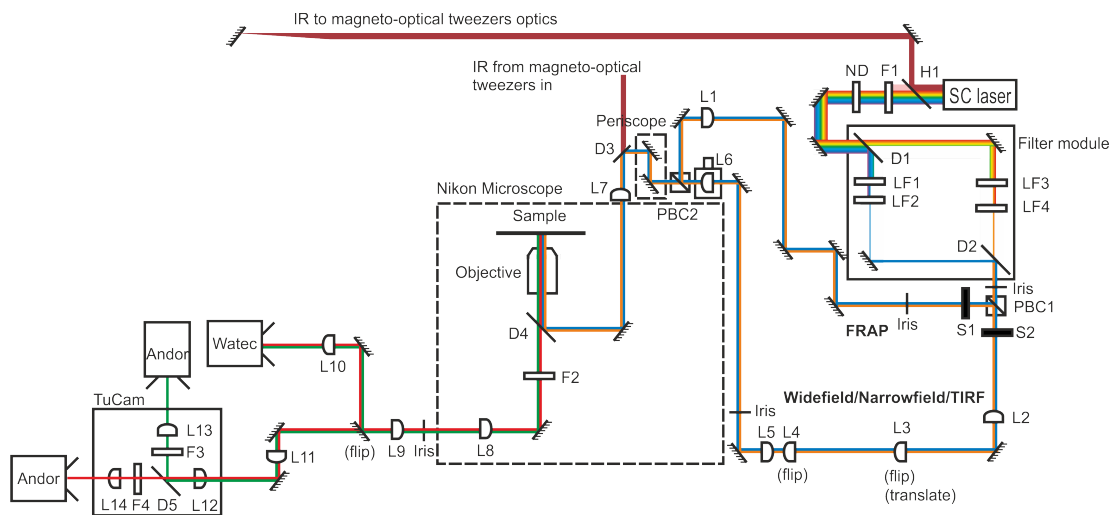 IR to magneto-optical tweezers optics
IR from magneto-optical
tweezers in
ND
F1
H1
SC laser
L1
Periscope
D3
L6
Filter module
D1
LF1
LF2
LF3
LF4
L7
PBC2
Nikon Microscope
Sample
Objective
D2
Iris
PBC1
S1
S2
Iris
FRAP
D4
F2
Andor
Watec
L10
TuCam
L13
F3
L11
(flip)
L9
Iris
L8
Iris
Widefield/Narrowfield/TIRF
L2
L5
L4
L3
(flip)
(flip)
(translate)
Andor
L14
F4
D5
L12